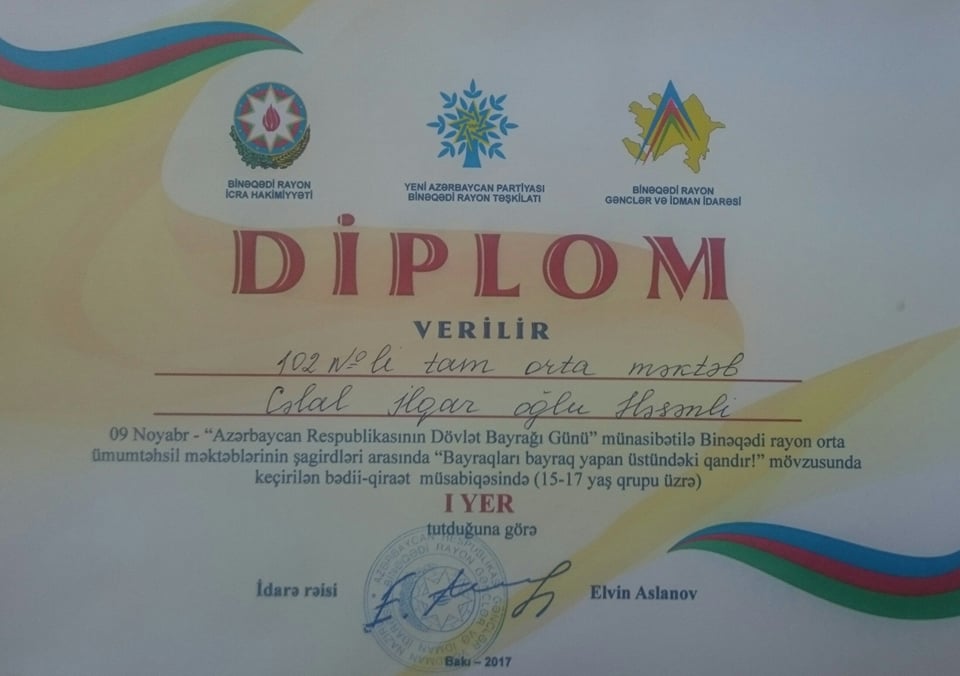 BİNƏQƏDİ RAYON
İCRA HAKİMİYYƏTİ
YENİ AZƏRBAYCAN PARTİYASI
BİNƏQƏDİ RAYON TƏŞKİLATI
BİNƏQƏDİ RAYON
GƏNCLƏR VƏ İDMAN İDARƏSİ
DİPLOM
VERİLİR
102 №-li tam orta məktəb
Cəlal İlqar oğlu Həsənli
09 Noyabr - “Azərbaycan Respublikasının Dövlət Bayrağı Günü” münasibətilə Binəqədi rayon orta
ümumtəhsil məktəblərinin şagirdləri arasında “Bayraqları bayraq yapan üstündəki qandır!” mövzusunda
keçirilən bədii-qiraət müsabiqəsində (15-17 yaş qrupu üzrə)
I YER
tutduğuna görə
İdarə rəisi
Elvin Aslanov
Bakı – 2017